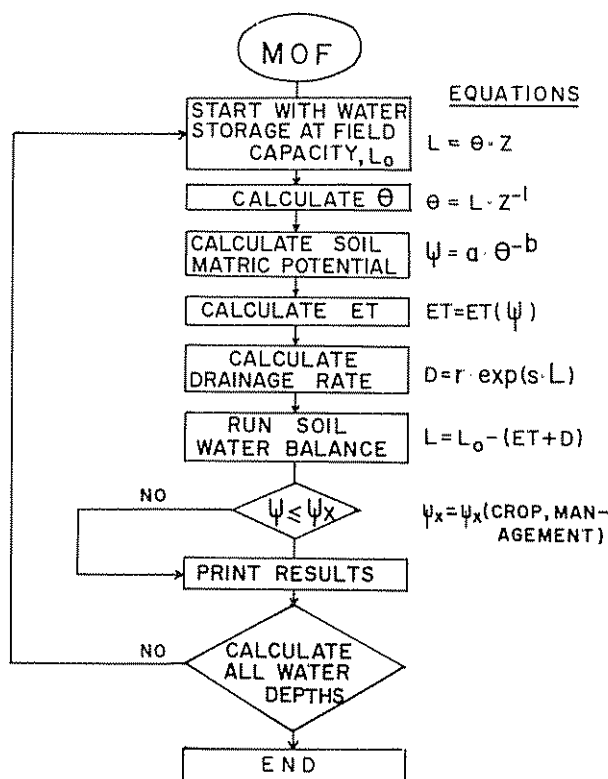 MOF
EQUATIONS
START WITH WATER
STORAGE AT FIELD
CAPACITY, L₀
L = θ · Z
CALCULATE θ
θ = L · Z⁻¹
CALCULATE SOIL
MATRIC POTENTIAL
ψ = a · θ⁻ᵇ
CALCULATE ET
ET=ET(ψ)
CALCULATE
DRAINAGE RATE
D=r · exp(s·L)
RUN SOIL
WATER BALANCE
L=L₀-(ET+D)
NO
ψ ≤ ψx
ψx=ψx(CROP, MAN-
AGEMENT)
PRINT RESULTS
NO
CALCULATE
ALL WATER
DEPTHS
END